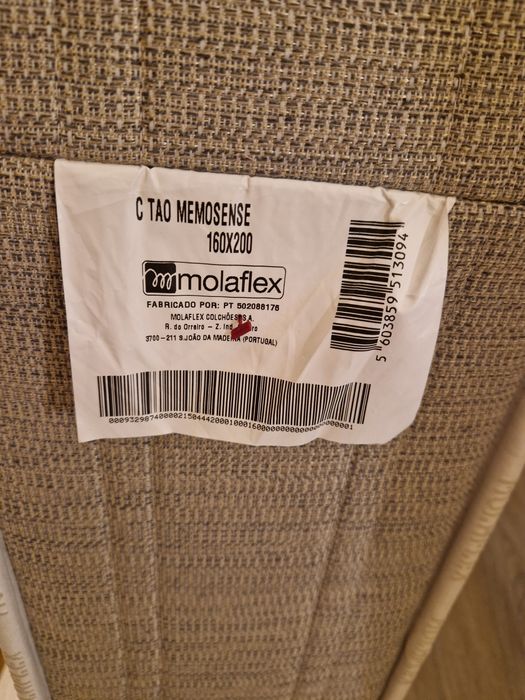 C TAO MEMOSENSE
160X200
molaflex
FABRICADO POR: PT 502088176
MOLAFLEX COLCHÕES S.A.
R. do Orreiro - Z. Ind.
3700-211 S.JOÃO DA MADEIRA (PORTUGAL)
5 603859 513094